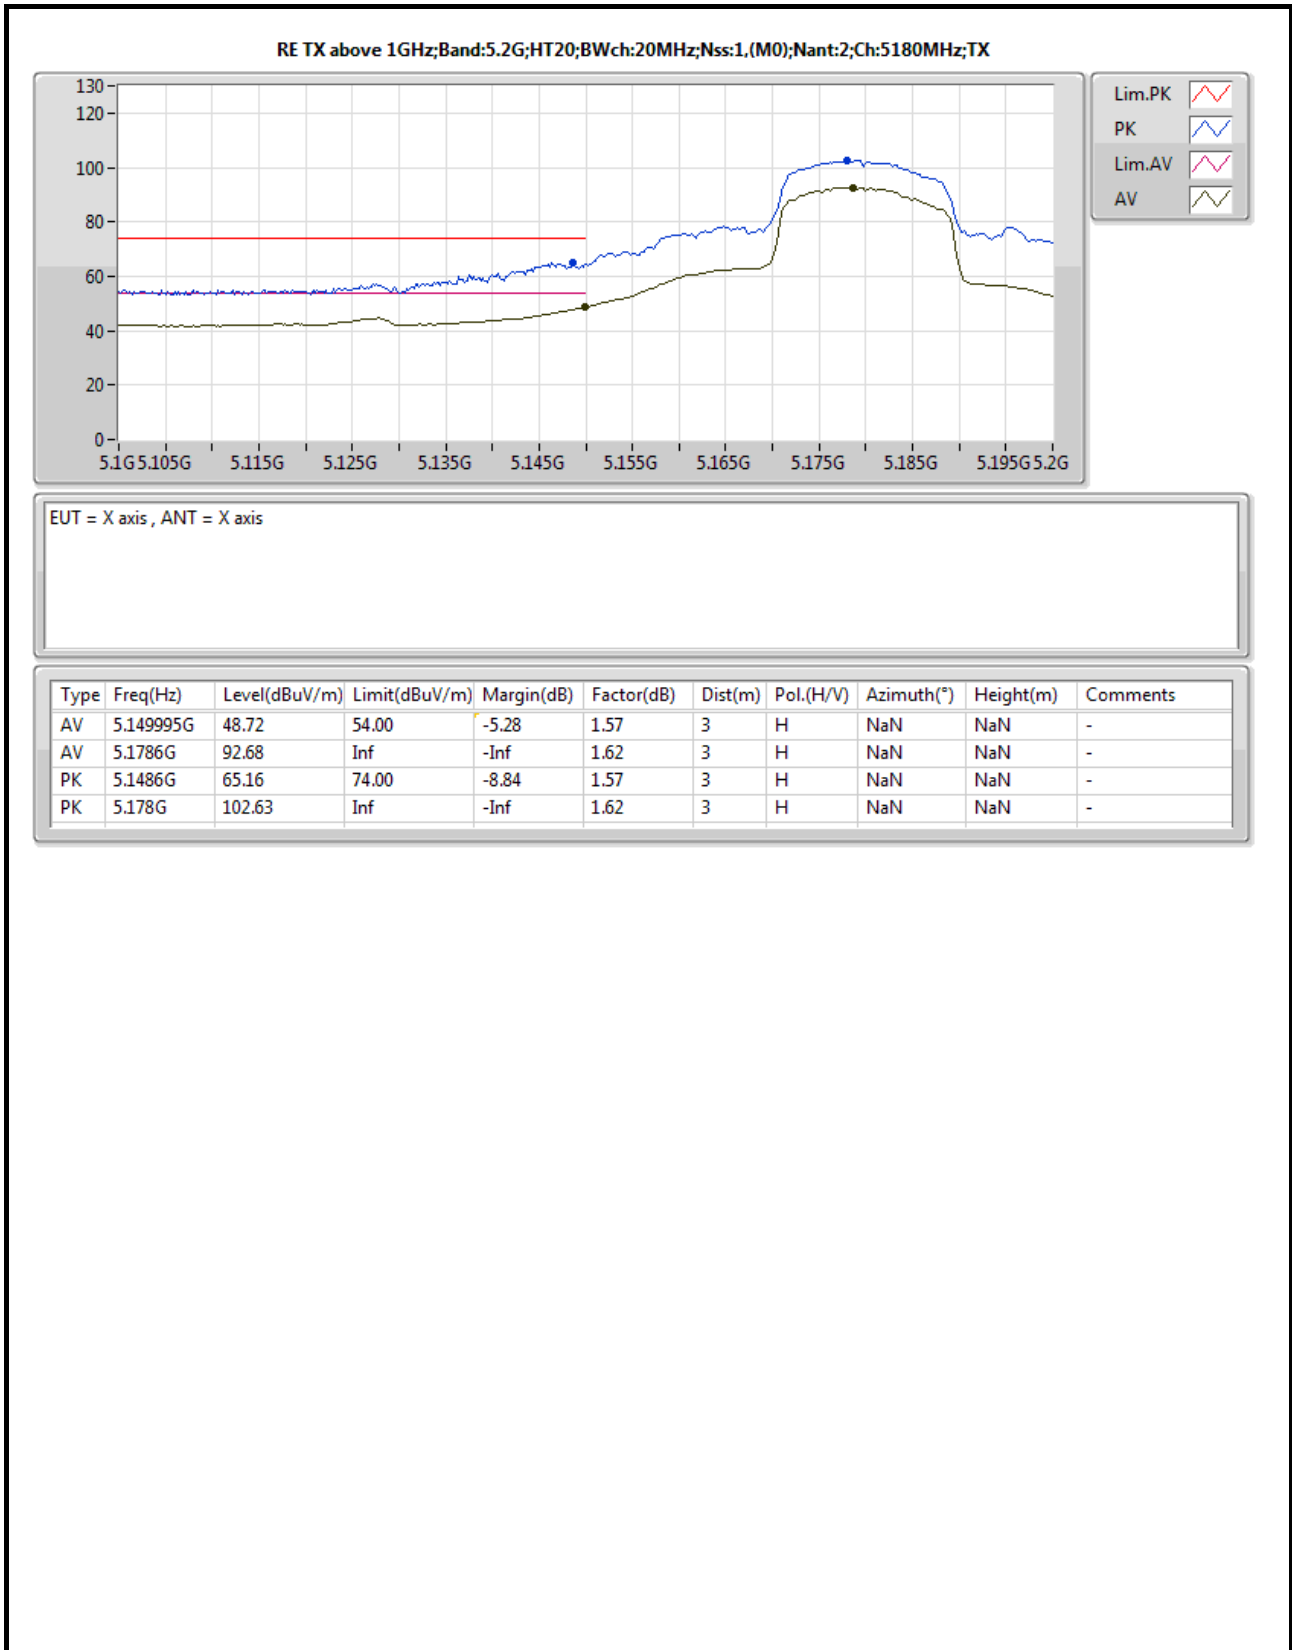 RE TX above 1GHz;Band:5.2G;HT20;BWch:20MHz;Nss:1,(M0);Nant:2;Ch:5180MHz;TX
130
120
100
80
60
40
20
0
5.1G 5.105G 5.115G 5.125G 5.135G 5.145G 5.155G 5.165G 5.175G 5.185G 5.195G 5.2G
Lim.PK
PK
Lim.AV
AV
EUT = X axis , ANT = X axis
Type Freq(Hz) Level(dBuV/m) Limit(dBuV/m) Margin(dB) Factor(dB) Dist(m) Pol.(H/V) Azimuth(°) Height(m) Comments
AV 5.149995G 48.72 54.00 -5.28 1.57 3 H NaN NaN -
AV 5.1786G 92.68 Inf -Inf 1.62 3 H NaN NaN -
PK 5.1486G 65.16 74.00 -8.84 1.57 3 H NaN NaN -
PK 5.178G 102.63 Inf -Inf 1.62 3 H NaN NaN -